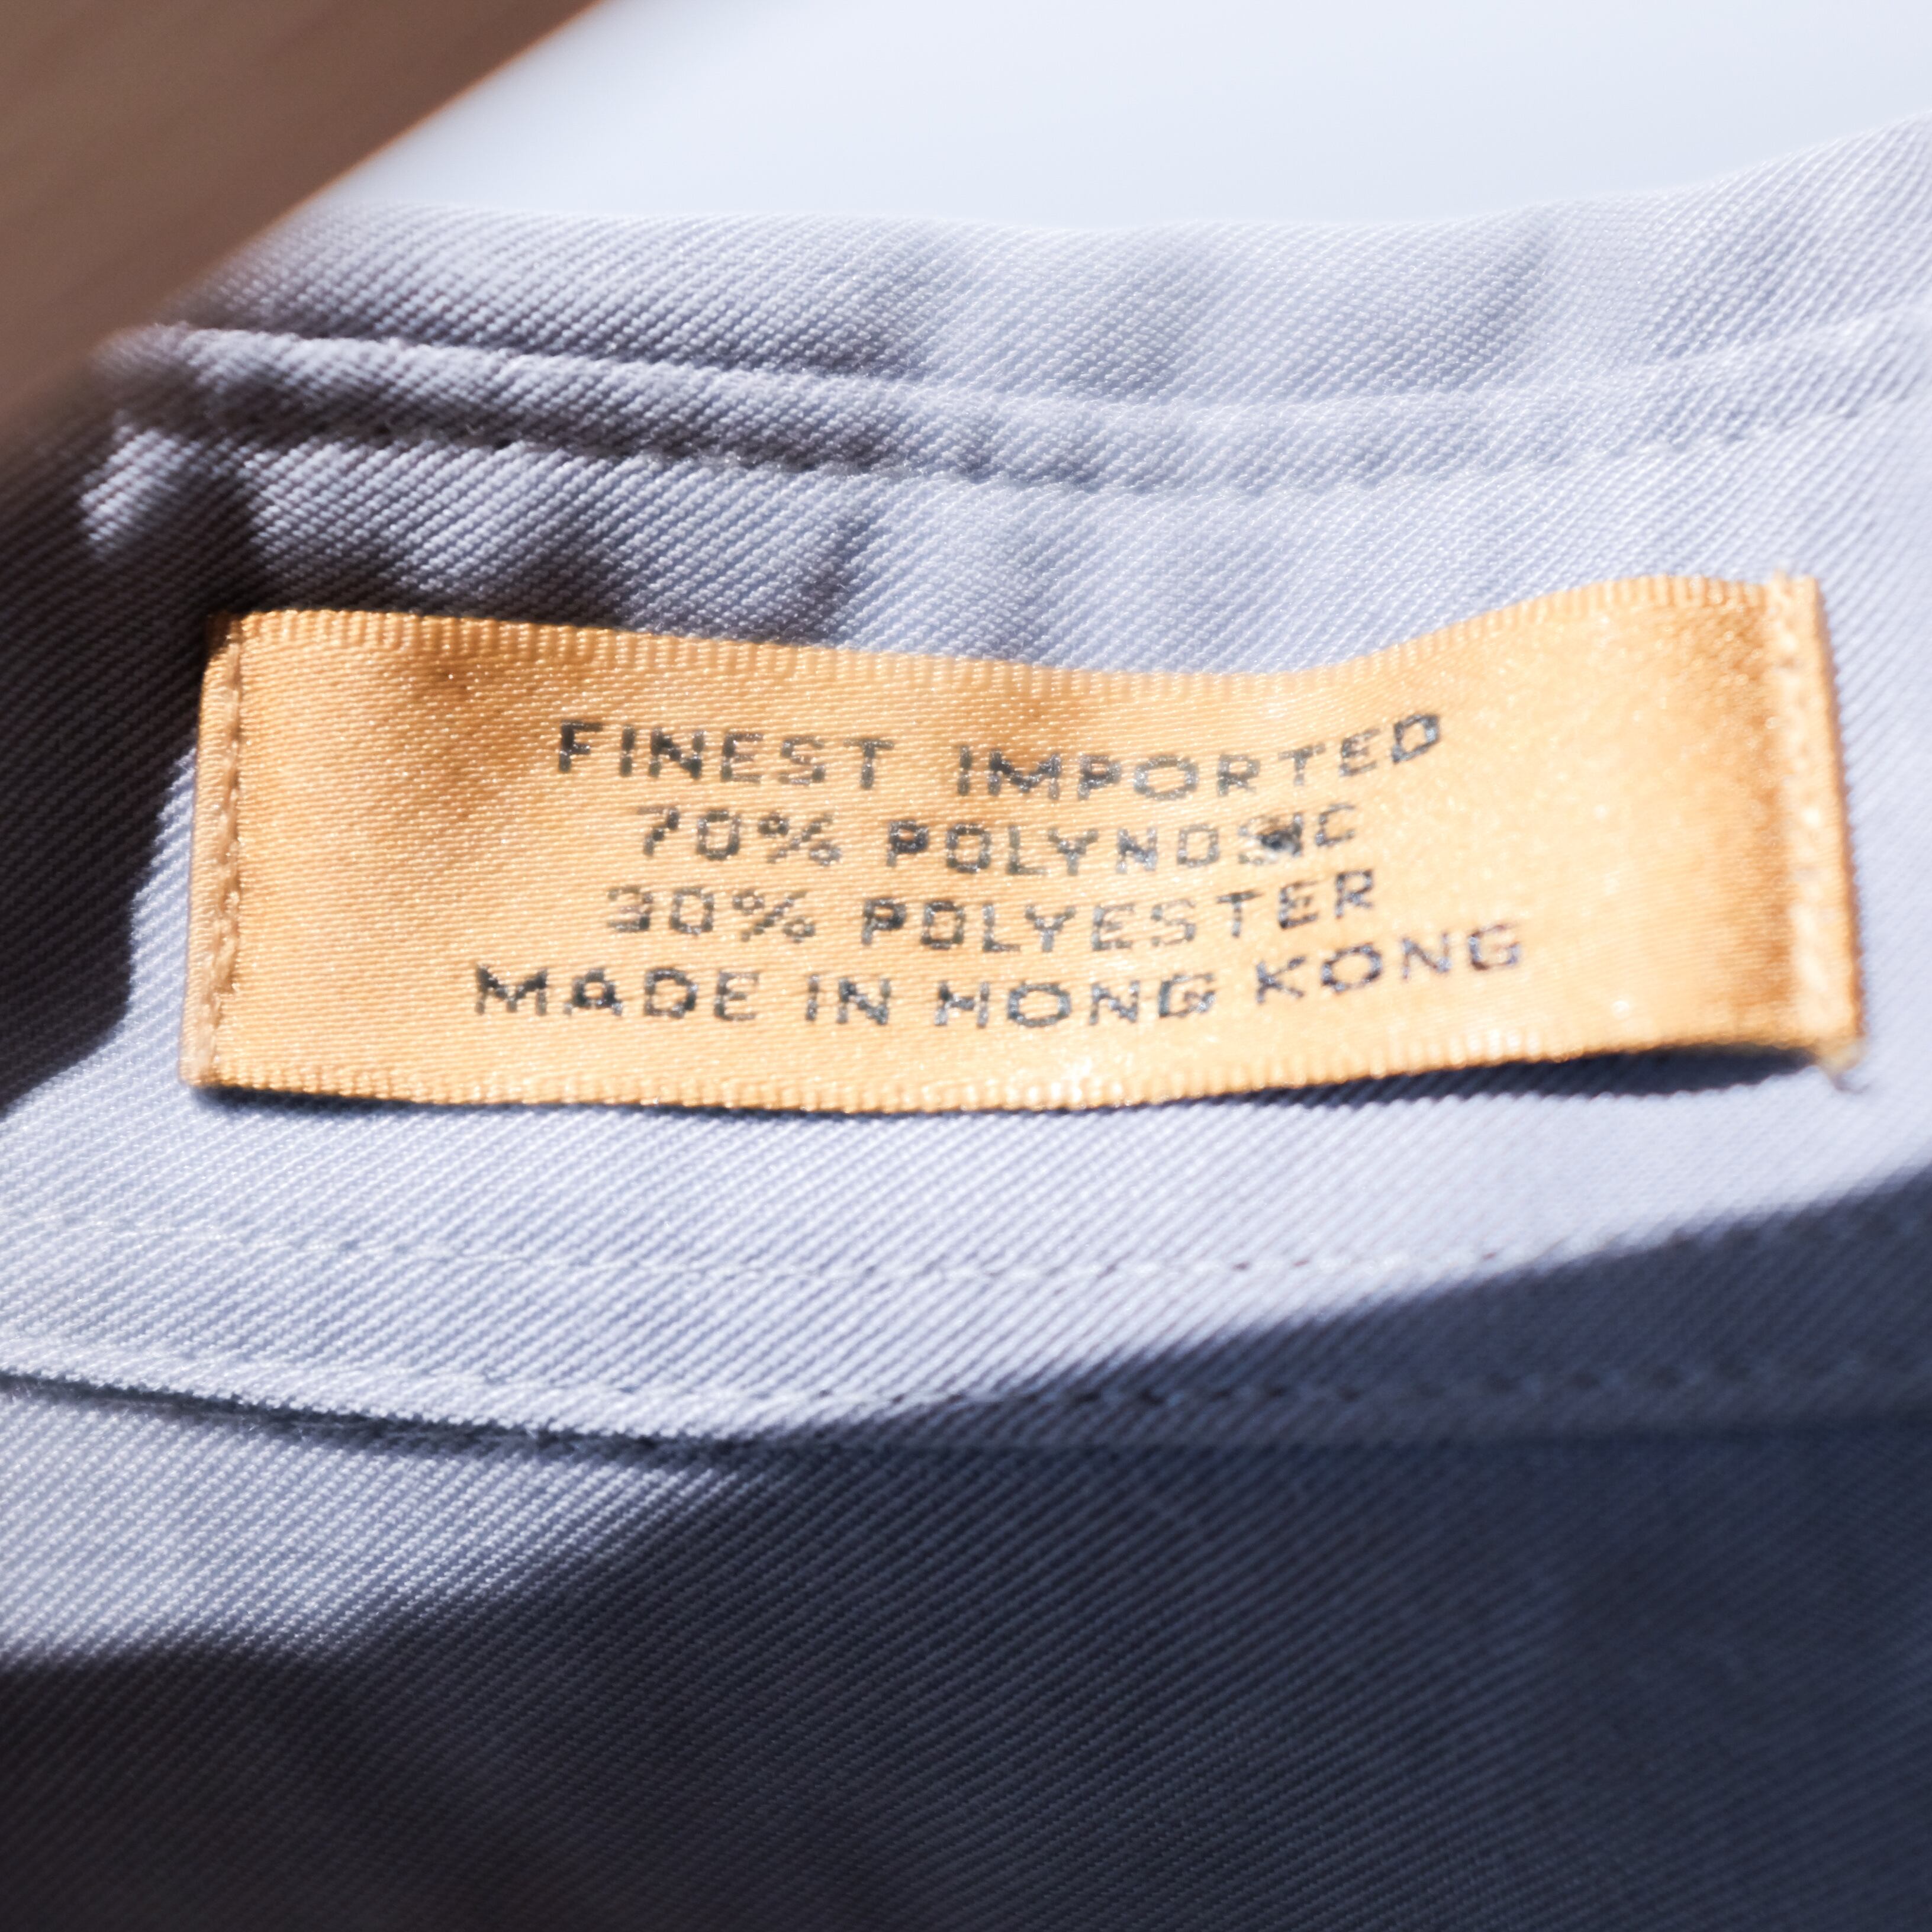 FINEST IMPORTED
70% POLYNOSIC
30% POLYESTER
MADE IN HONG KONG